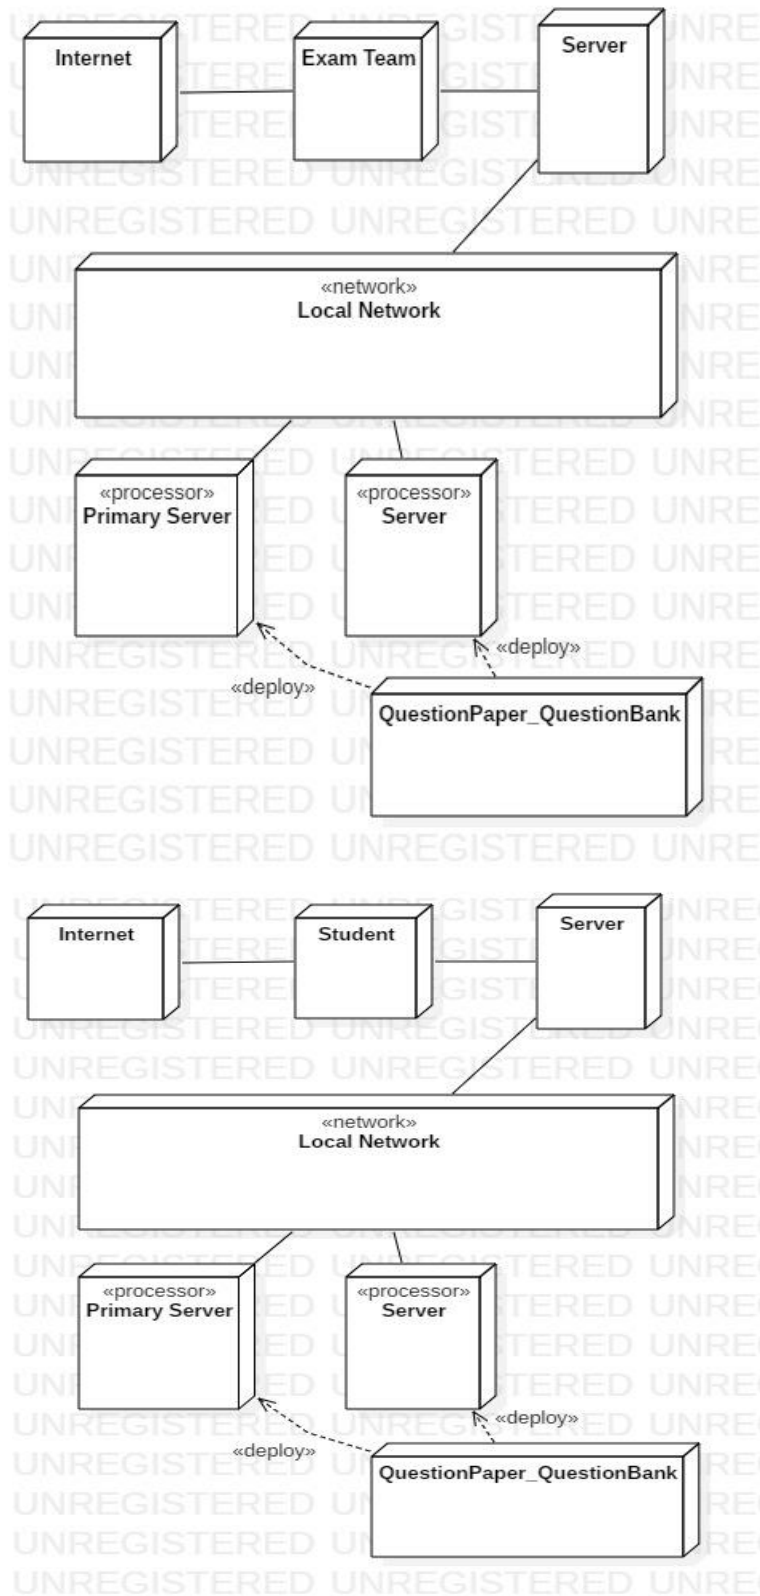 Internet
Exam Team
Server
«network»
Local Network
«processor»
Primary Server
«processor»
Server
«deploy»
«deploy»
QuestionPaper_QuestionBank
Internet
Student
Server
«network»
Local Network
«processor»
Primary Server
«processor»
Server
«deploy»
«deploy»
QuestionPaper_QuestionBank
UNREGISTERED